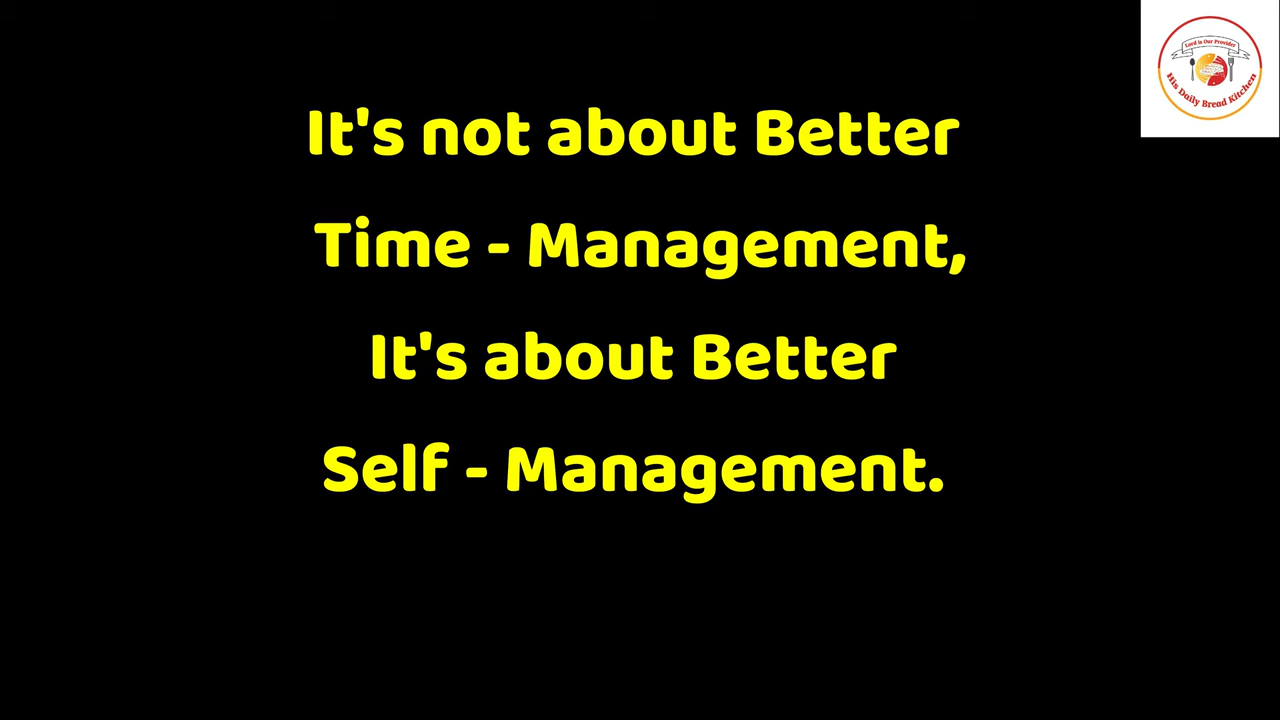 Lord is Our Provider
His Daily Bread Kitchen
It's not about Better
Time - Management,
It's about Better
Self - Management.